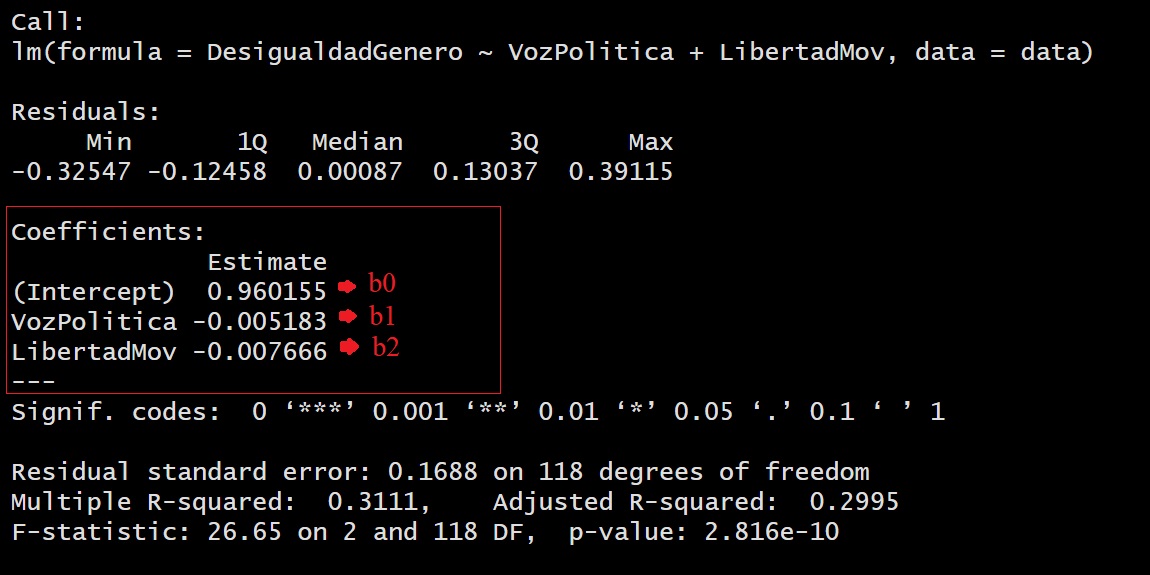 Call:
lm(formula = DesigualdadGenero ~ VozPolitica + LibertadMov, data = data)
Residuals:
Min 1Q Median 3Q Max
-0.32547 -0.12458 0.00087 0.13037 0.39115
Coefficients:
Estimate
(Intercept) 0.960155 b0
VozPolitica -0.005183 b1
LibertadMov -0.007666 b2
---
Signif. codes: 0 ‘***’ 0.001 ‘**’ 0.01 ‘*’ 0.05 ‘.’ 0.1 ‘ ’ 1
Residual standard error: 0.1688 on 118 degrees of freedom
Multiple R-squared: 0.3111, Adjusted R-squared: 0.2995
F-statistic: 26.65 on 2 and 118 DF, p-value: 2.816e-10